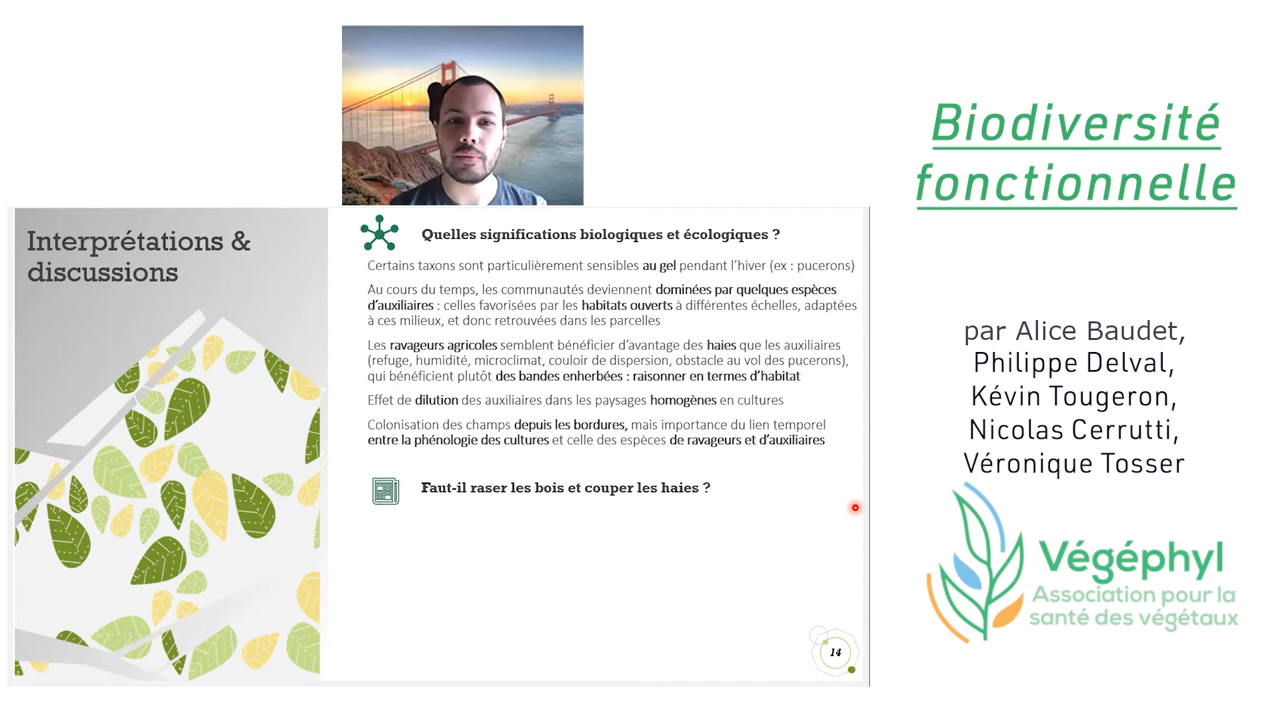 Biodiversité
fonctionnelle
Interprétations &
discussions
Quelles significations biologiques et écologiques ?
Certains taxons sont particulièrement sensibles au gel pendant l'hiver (ex : pucerons)
Au cours du temps, les communautés deviennent dominées par quelques espèces
d'auxiliaires : celles favorisées par les habitats ouverts à différentes échelles, adaptées
à ces milieux, et donc retrouvées dans les parcelles
Les ravageurs agricoles semblent bénéficier d'avantage des haies que les auxiliaires
(refuge, humidité, microclimat, couloir de dispersion, obstacle au vol des pucerons),
qui bénéficient plutôt des bandes enherbées : raisonner en termes d'habitat
Effet de dilution des auxiliaires dans les paysages homogènes en cultures
Colonisation des champs depuis les bordures, mais importance du lien temporel
entre la phénologie des cultures et celle des espèces de ravageurs et d'auxiliaires
Faut-il raser les bois et couper les haies ?
14
par Alice Baudet,
Philippe Delval,
Kévin Tougeron,
Nicolas Cerrutti,
Véronique Tosser
Végéphyl
Association pour la
santé des végétaux